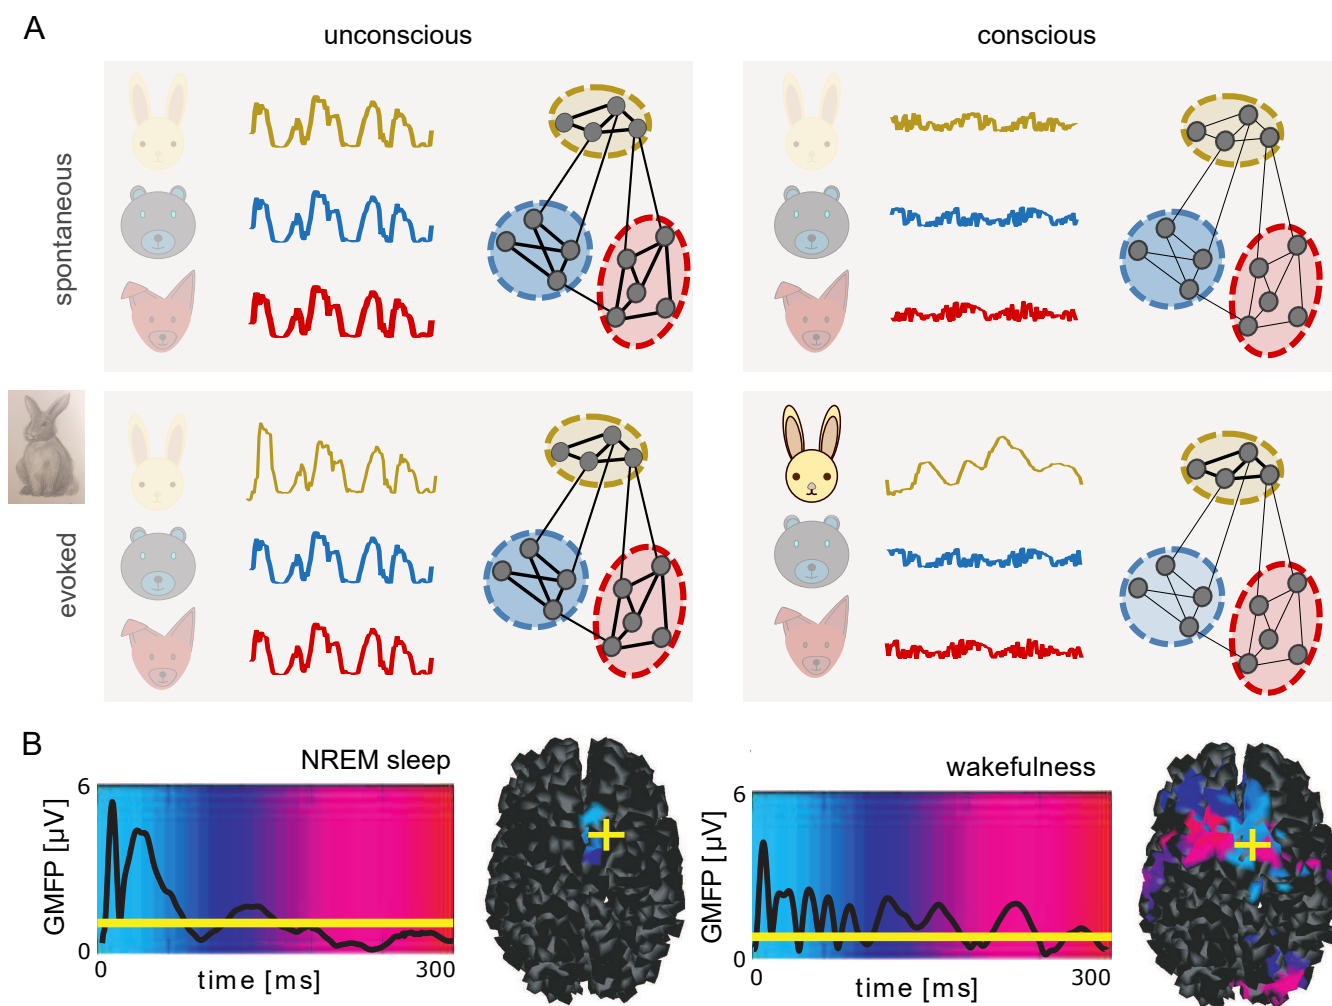 A
unconscious
conscious
spontaneous
evoked
B
NREM sleep
6
GMFP [µV]
0
0
time [ms]
300
wakefulness
6
GMFP [µV]
0
0
time [ms]
300